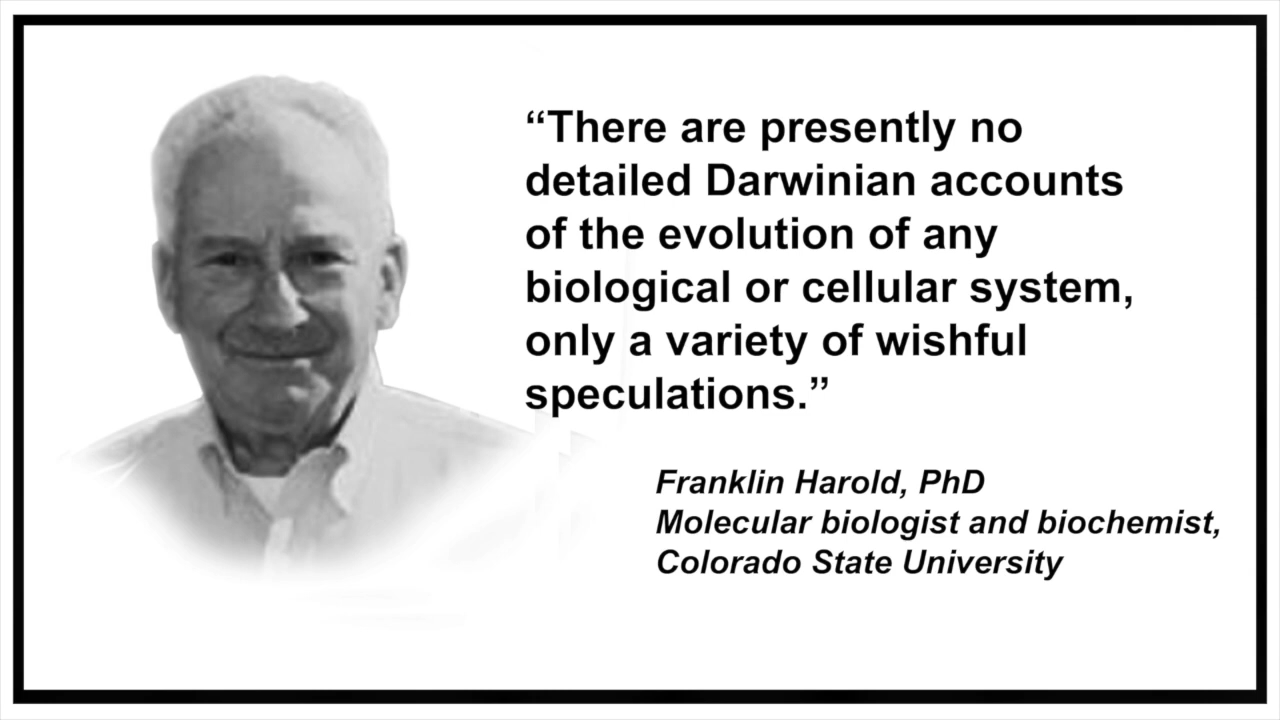 “There are presently no
detailed Darwinian accounts
of the evolution of any
biological or cellular system,
only a variety of wishful
speculations.”
Franklin Harold, PhD
Molecular biologist and biochemist,
Colorado State University